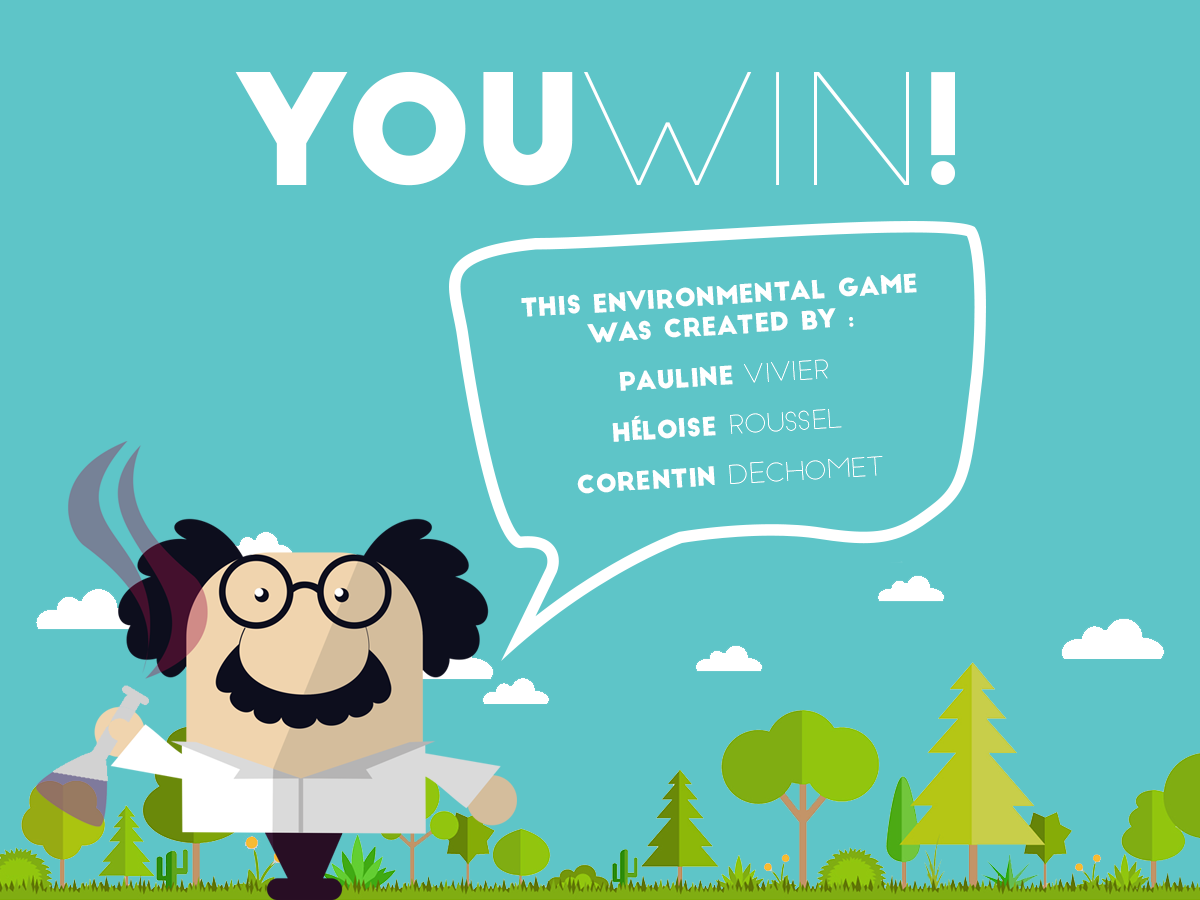 YOUWIN!
THIS ENVIRONMENTAL GAME
WAS CREATED BY :
PAULINE VIVIER
HÉLOISE ROUSSEL
CORENTIN DECHOMET